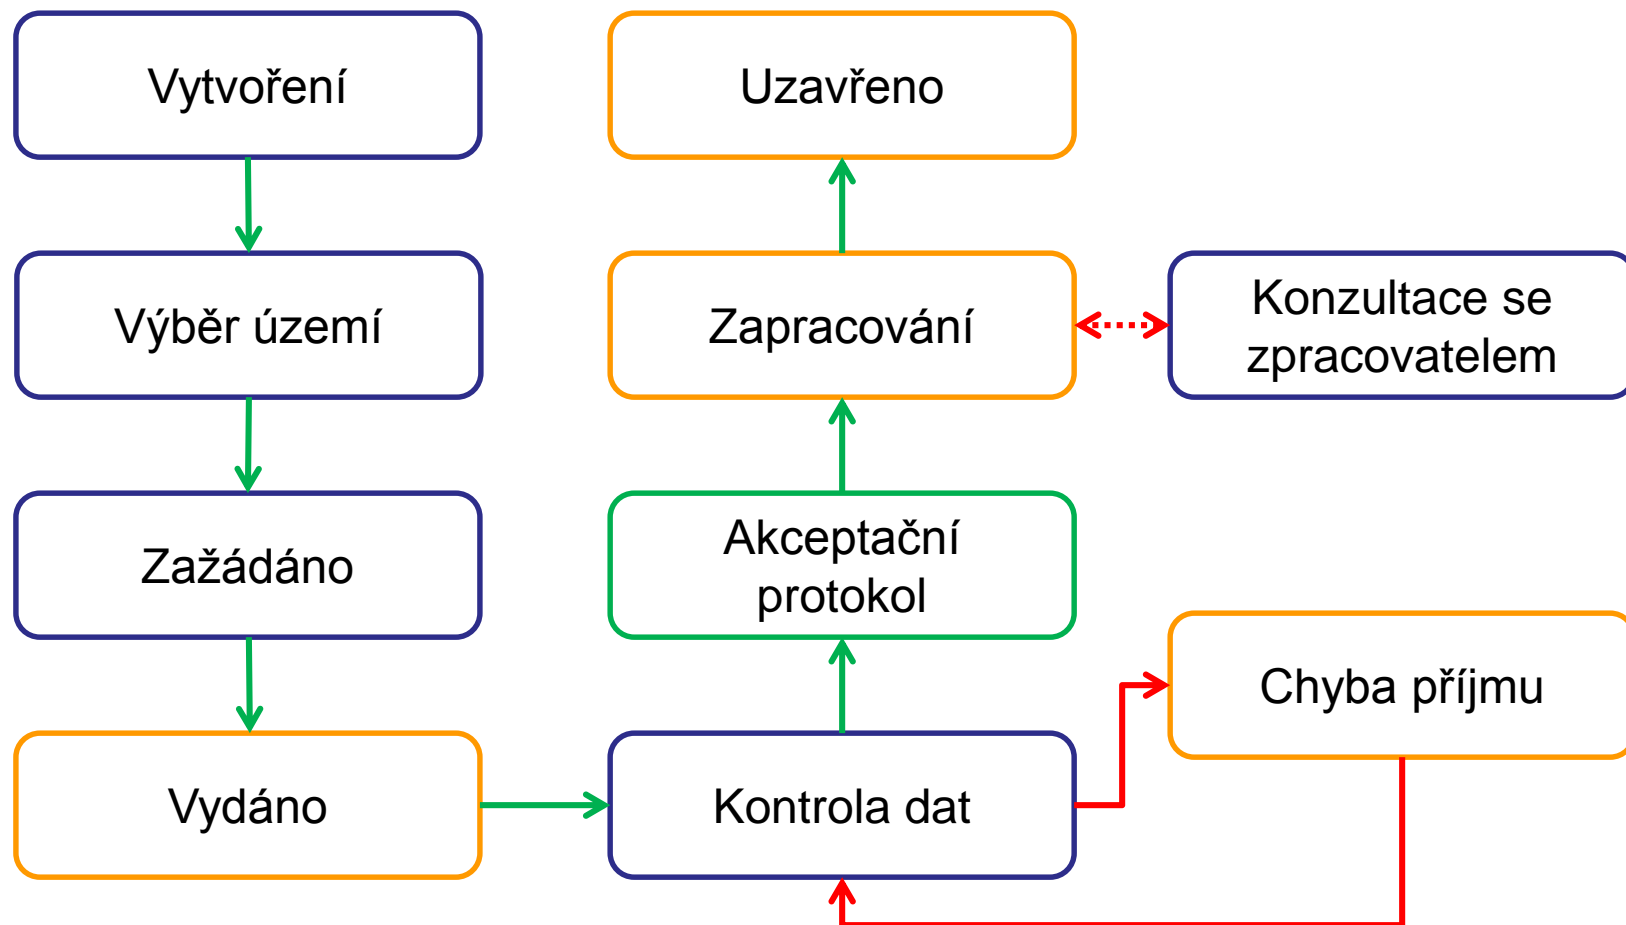 Vytvoření
Výběr území
Zažádáno
Vydáno
Uzavřeno
Zapracování
Akceptační
protokol
Kontrola dat
Konzultace se
zpracovatelem
Chyba příjmu